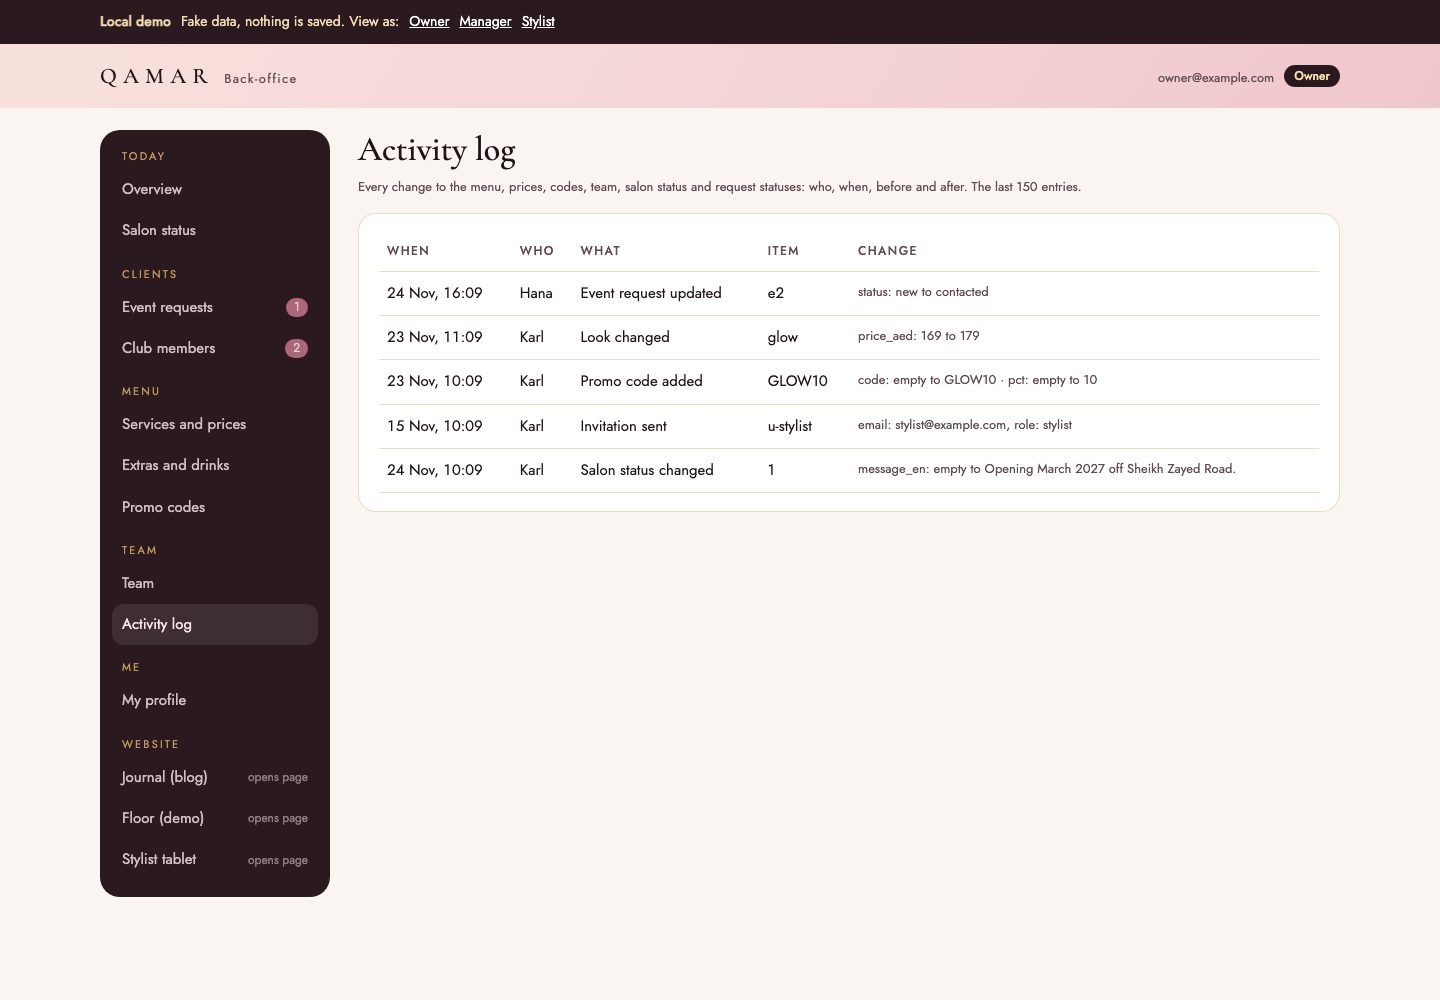 Local demo Fake data, nothing is saved. View as: Owner Manager Stylist
QAMAR Back-office
owner@example.com Owner
TODAY
Overview
Salon status
CLIENTS
Event requests 1
Club members 2
MENU
Services and prices
Extras and drinks
Promo codes
TEAM
Team
Activity log
ME
My profile
WEBSITE
Journal (blog) opens page
Floor (demo) opens page
Stylist tablet opens page
Activity log
Every change to the menu, prices, codes, team, salon status and request statuses: who, when, before and after. The last 150 entries.
WHEN WHO WHAT ITEM CHANGE
24 Nov, 16:09 Hana Event request updated e2 status: new to contacted
23 Nov, 11:09 Karl Look changed glow price_aed: 169 to 179
23 Nov, 10:09 Karl Promo code added GLOW10 code: empty to GLOW10 · pct: empty to 10
15 Nov, 10:09 Karl Invitation sent u-stylist email: stylist@example.com, role: stylist
24 Nov, 10:09 Karl Salon status changed 1 message_en: empty to Opening March 2027 off Sheikh Zayed Road.